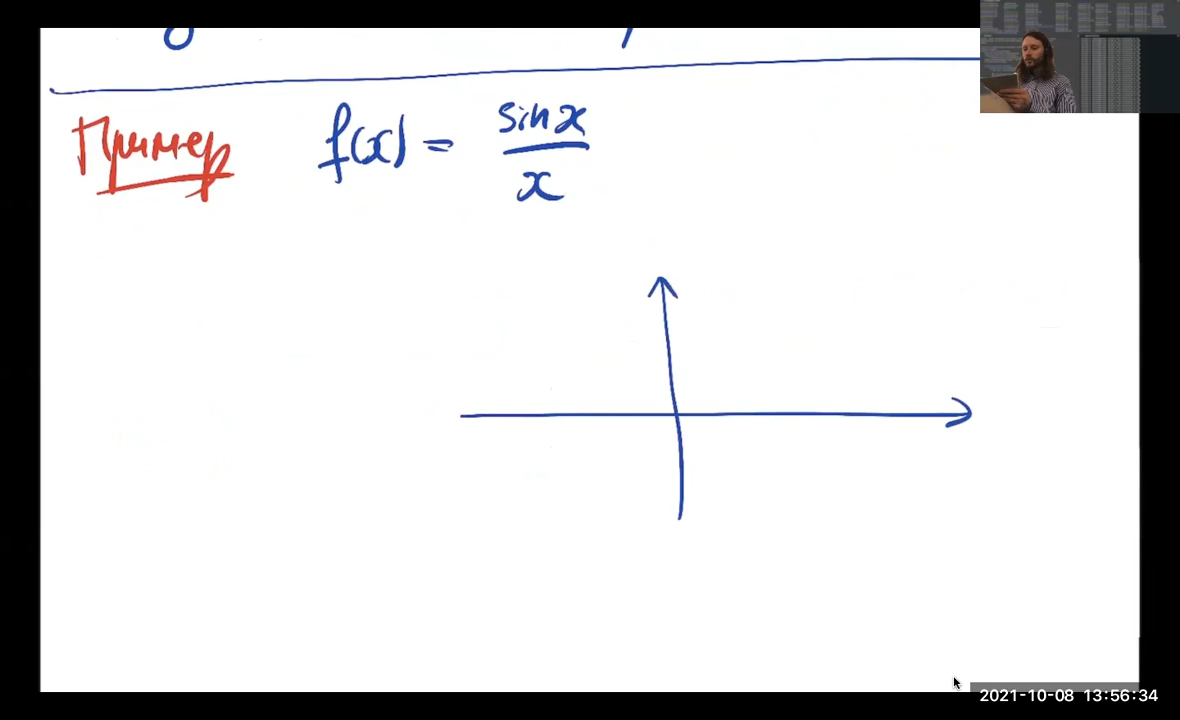 Пример f(x) = sin x / x
2021-10-08 13:56:34